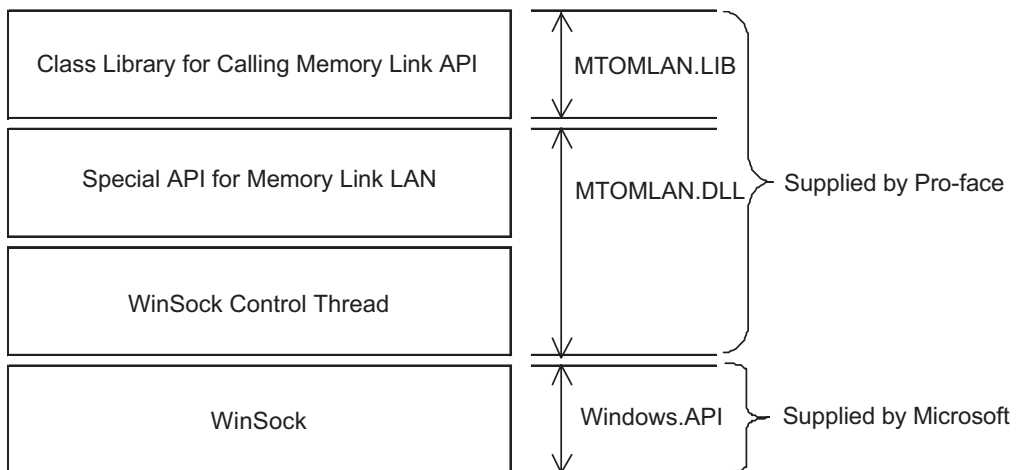 Class Library for Calling Memory Link API
MTOMLAN.LIB
Special API for Memory Link LAN
MTOMLAN.DLL
Supplied by Pro-face
WinSock Control Thread
WinSock
Windows.API
Supplied by Microsoft